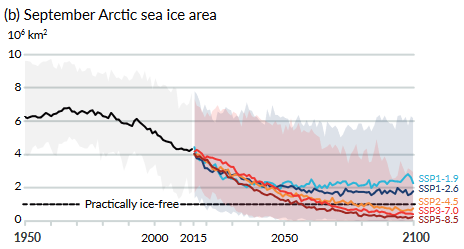 (b) September Arctic sea ice area
10⁶ km²
10
8
6
4
SSP1-1.9
2
SSP1-2.6
SSP2-4.5
Practically ice-free
SSP3-7.0
0
SSP5-8.5
1950 2000 2015 2050 2100